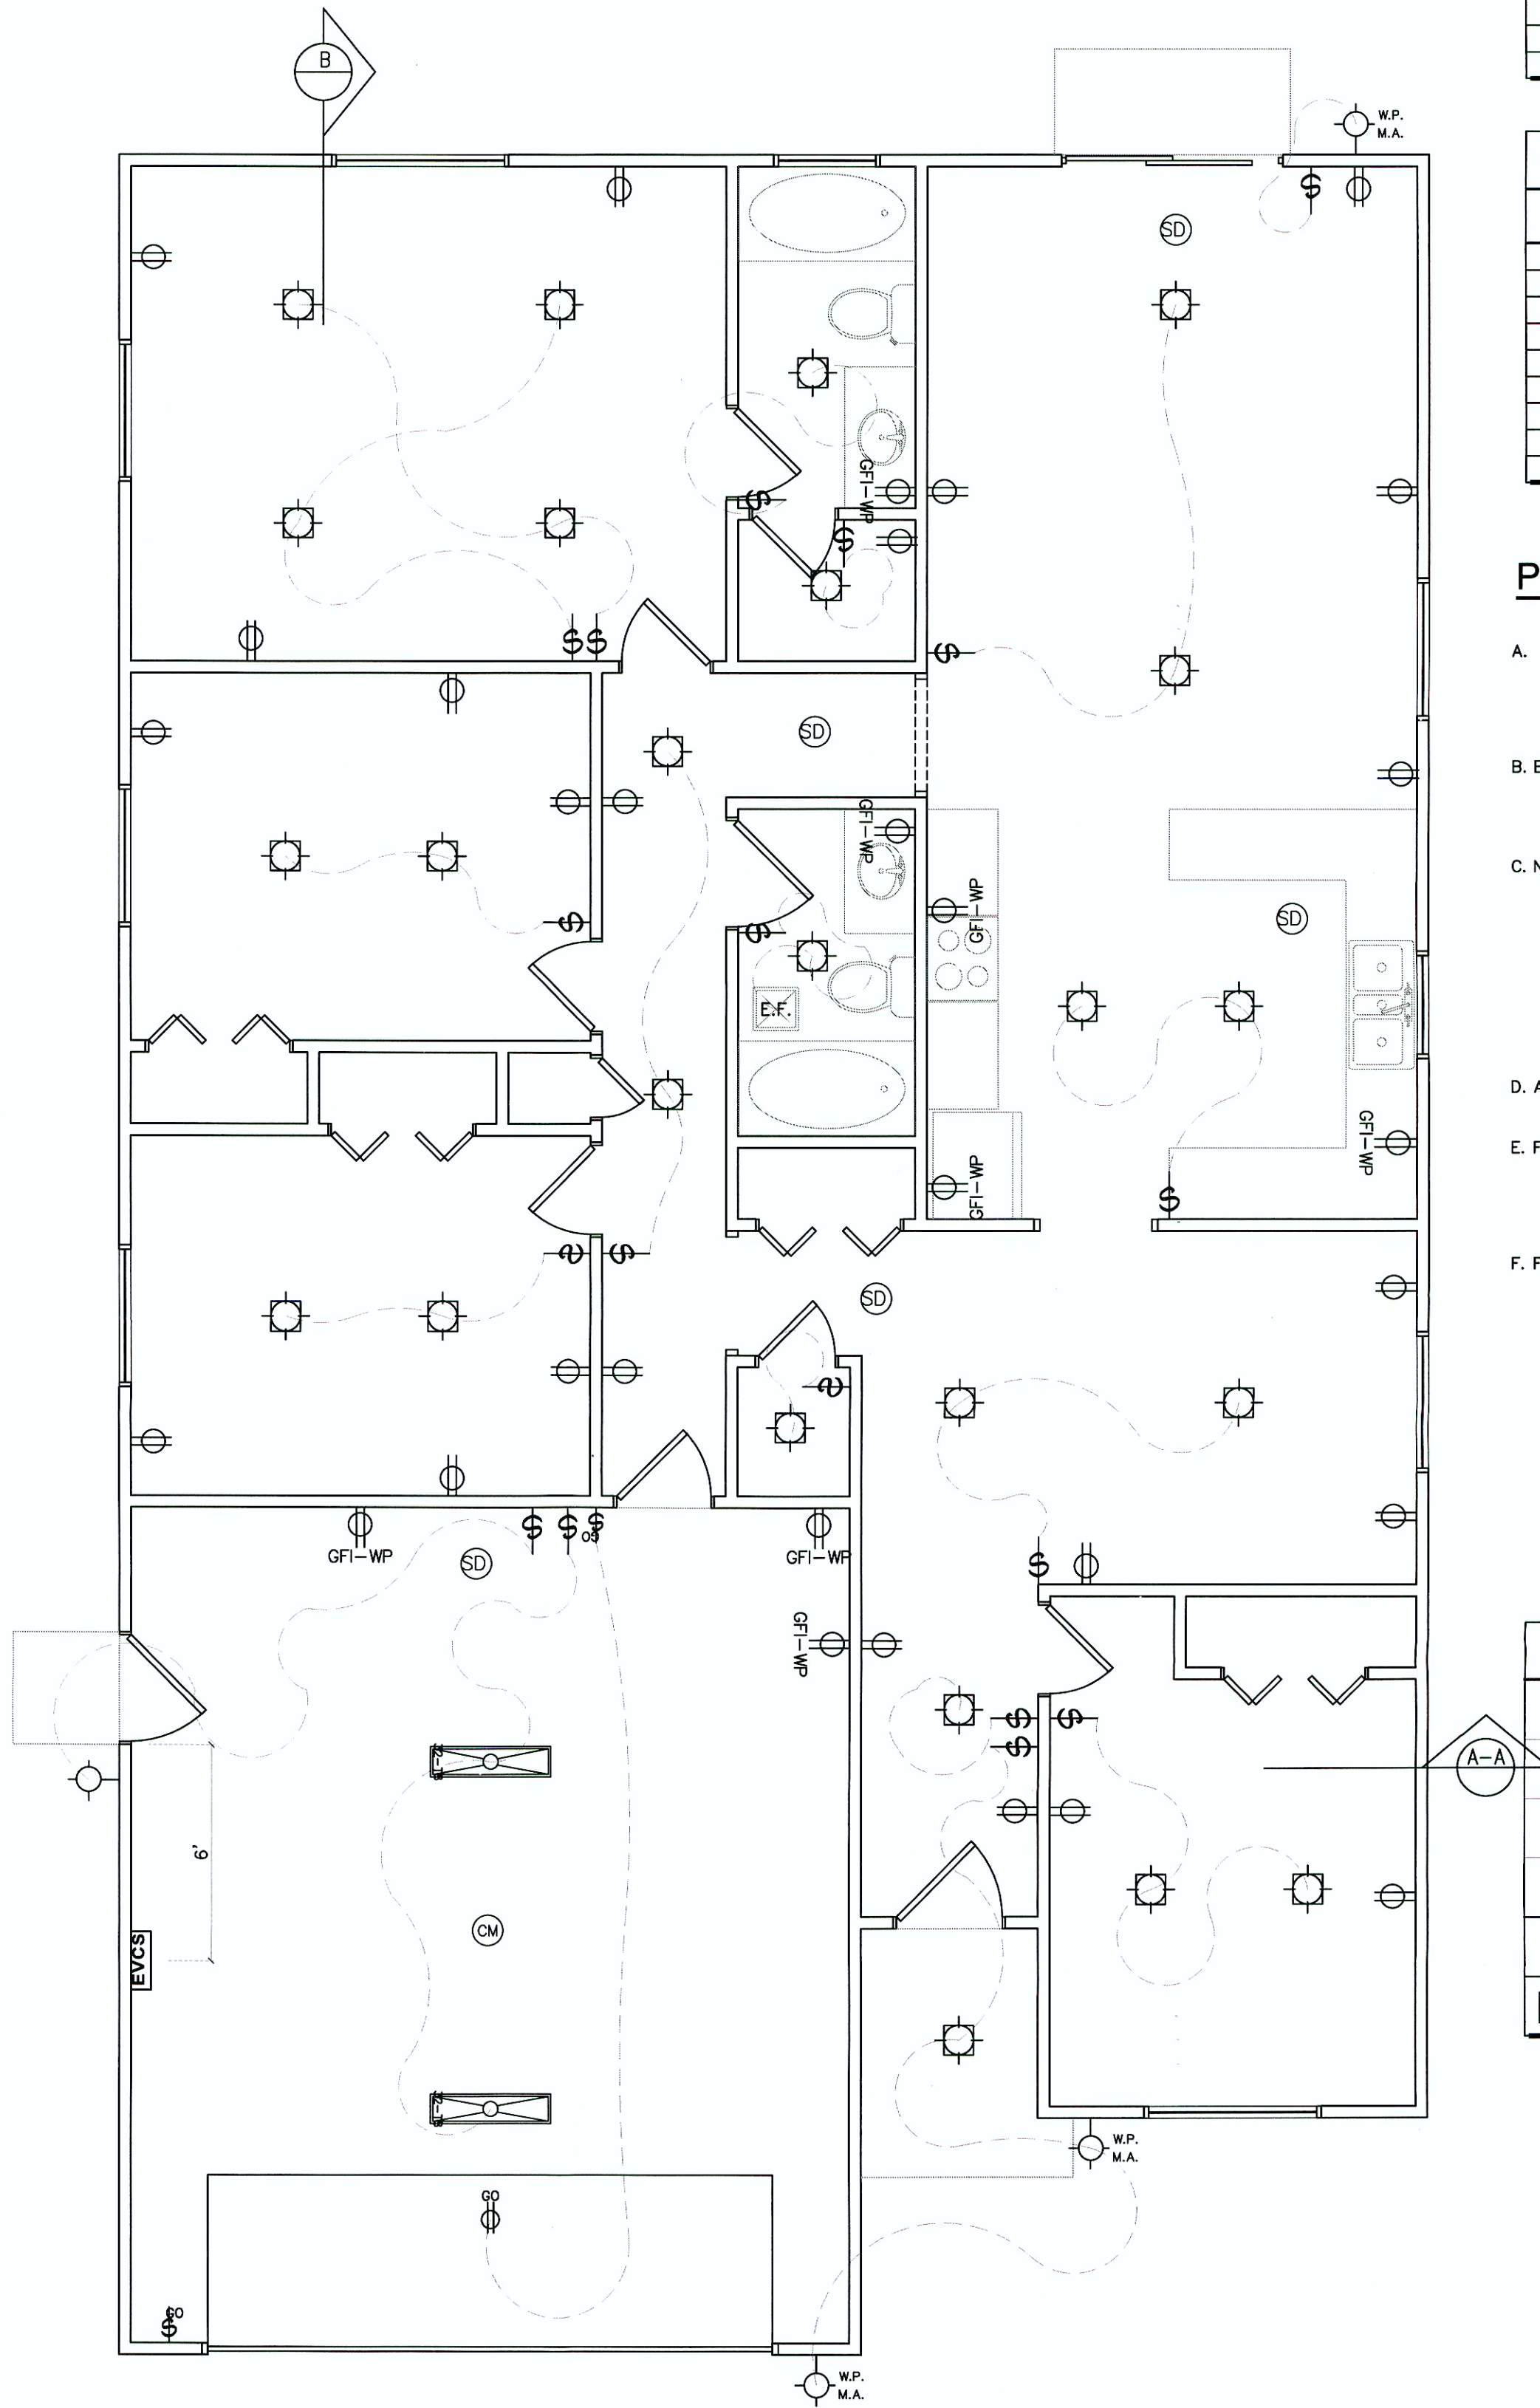 B
W.P.
M.A.
SD
$
GFI-WP
$
$
$
$ $
P
A.
$
SD
B. E
GFI-WP
C. N
GFI-WP
SD
$
$
E.F.
D. A
GFI-WP
E. F
GFI-WP
$
$ $
F. F
SD
$
$ $ $
GO
GFI-WP
SD
GFI-WP
$
GFI-WP
$ $
$
A-A
6'
CM
EVCS
W.P.
M.A.
GO
GO
$
W.P.
M.A.